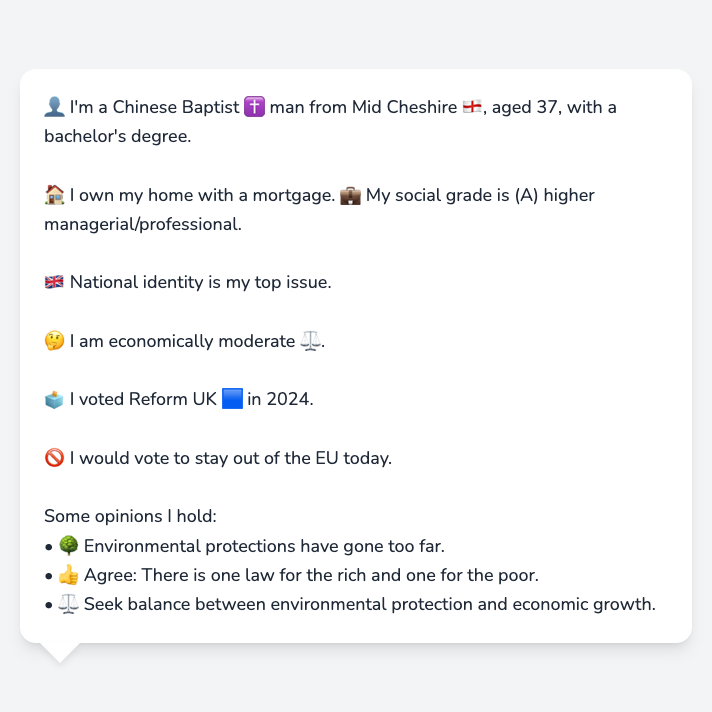 👤 I'm a Chinese Baptist ✝️ man from Mid Cheshire 🏴󠁧󠁢󠁥󠁮󠁧󠁿, aged 37, with a
bachelor's degree.
🏠 I own my home with a mortgage. 💼 My social grade is (A) higher
managerial/professional.
🇬🇧 National identity is my top issue.
🤔 I am economically moderate ⚖️.
🗳️ I voted Reform UK 🟦 in 2024.
🚫 I would vote to stay out of the EU today.
Some opinions I hold:
• 🌳 Environmental protections have gone too far.
• 👍 Agree: There is one law for the rich and one for the poor.
• ⚖️ Seek balance between environmental protection and economic growth.